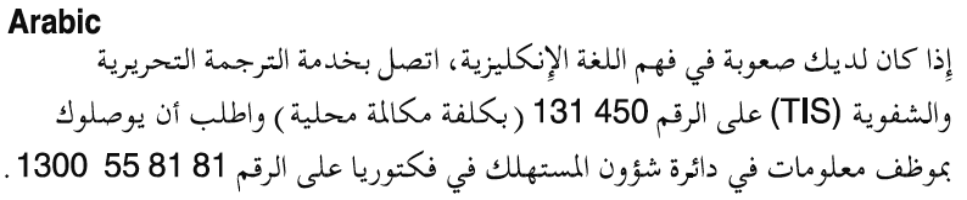 Arabic
إذا كان لديك صعوبة في فهم اللغة الإنكليزية، اتصل بخدمة الترجمة التحريرية
والشفوية (TIS) على الرقم 131 450 (بكلفة مكالمة محلية) واطلب أن يوصلوك
بموظف معلومات في دائرة شؤون المستهلك في فكتوريا على الرقم 1300 55 81 81.